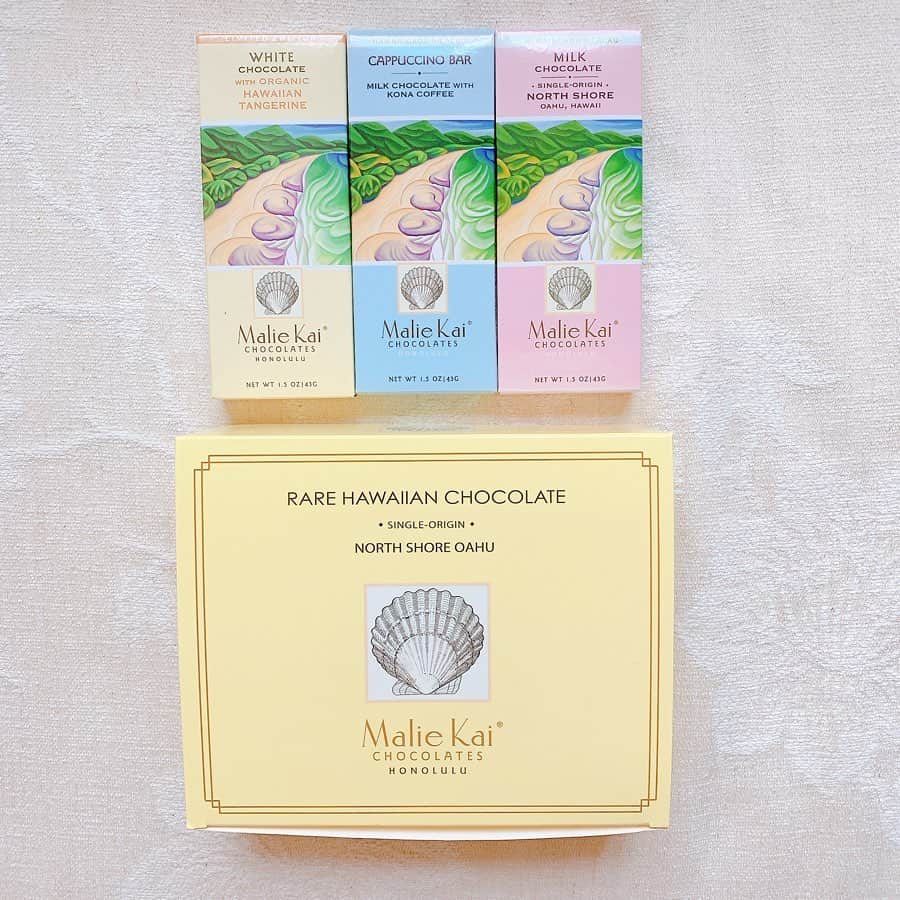 WHITE
CHOCOLATE
WITH ORGANIC
HAWAIIAN
TANGERINE
Malie Kai®
CHOCOLATES
HONOLULU
NET WT 1.5 OZ|43G
CAPPUCCINO BAR
MILK CHOCOLATE WITH
KONA COFFEE
Malie Kai®
CHOCOLATES
HONOLULU
NET WT 1.5 OZ|43G
MILK
CHOCOLATE
• SINGLE-ORIGIN •
NORTH SHORE
OAHU, HAWAII
Malie Kai®
CHOCOLATES
HONOLULU
NET WT 1.5 OZ|43G
RARE HAWAIIAN CHOCOLATE
• SINGLE-ORIGIN •
NORTH SHORE OAHU
Malie Kai®
CHOCOLATES
HONOLULU